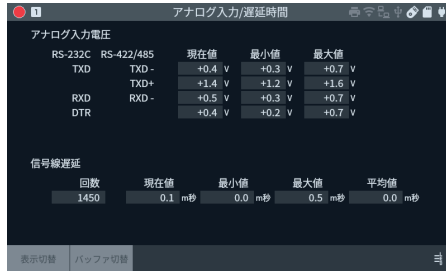 1 アナログ入力/遅延時間
アナログ入力電圧
RS-232C RS-422/485 現在値 最小値 最大値
TXD TXD - +0.4 V +0.3 V +0.7 V
TXD+ +1.4 V +1.2 V +1.6 V
RXD RXD - +0.5 V +0.3 V +0.7 V
DTR +0.4 V +0.2 V +0.7 V
信号線遅延
回数 現在値 最小値 最大値 平均値
1450 0.1 m秒 0.0 m秒 0.5 m秒 0.0 m秒
表示切替 バッファ切替